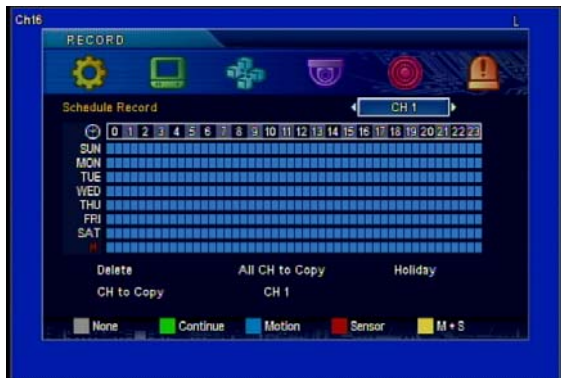 Ch16 L
RECORD
Schedule Record CH 1
0 1 2 3 4 5 6 7 8 9 10 11 12 13 14 15 16 17 18 19 20 21 22 23
SUN
MON
TUE
WED
THU
FRI
SAT
H
Delete All CH to Copy Holiday
CH to Copy CH 1
None Continue Motion Sensor M + S